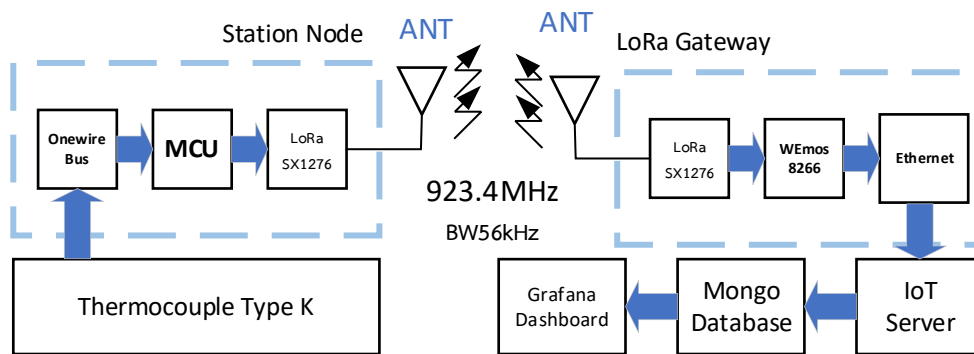 Station Node
ANT
ANT
LoRa Gateway
Onewire
Bus
MCU
LoRa
SX1276
LoRa
SX1276
WEmos
8266
Ethernet
923.4MHz
BW56kHz
Thermocouple Type K
Grafana
Dashboard
Mongo
Database
IoT
Server